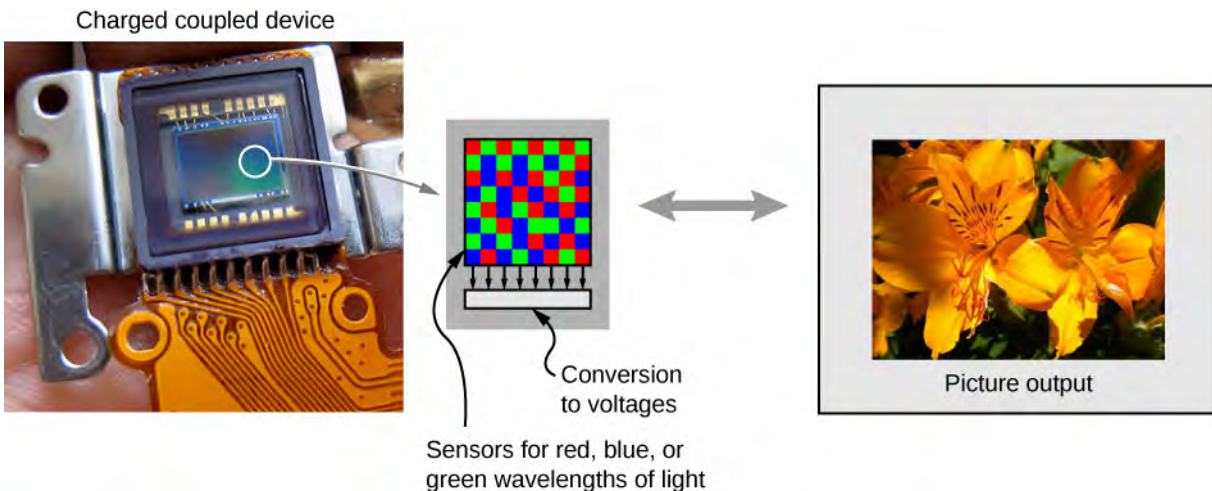 Charged coupled device
Conversion
to voltages
Sensors for red, blue, or
green wavelengths of light
Picture output